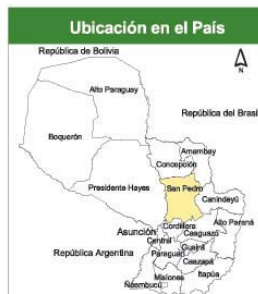 Ubicación en el País
República de Bolivia
N
Alto Paraguay
República del Brasi
Boquerón
Amambay
Concepción
Presidente Hayes
San Pedro
Canindeyú
Cordillera
Alto Paraná
Asunción
Caaguazú
Central
Guairá
República Argentina
Paraguarí
Caazapá
Misiones
Itapúa
Ñeembucú